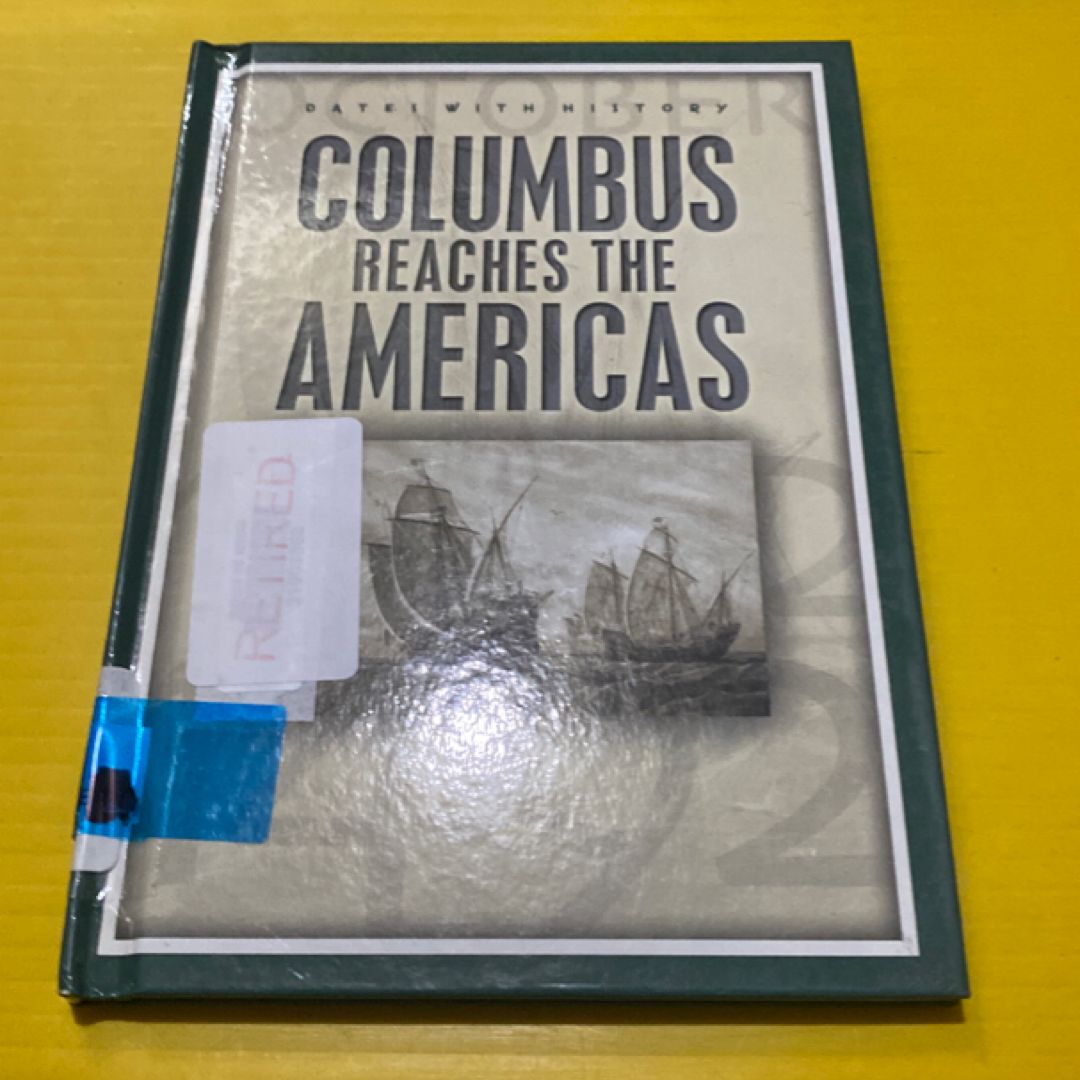 OCTOBER
DATES WITH HISTORY
COLUMBUS
REACHES THE
AMERICAS
RETIRED